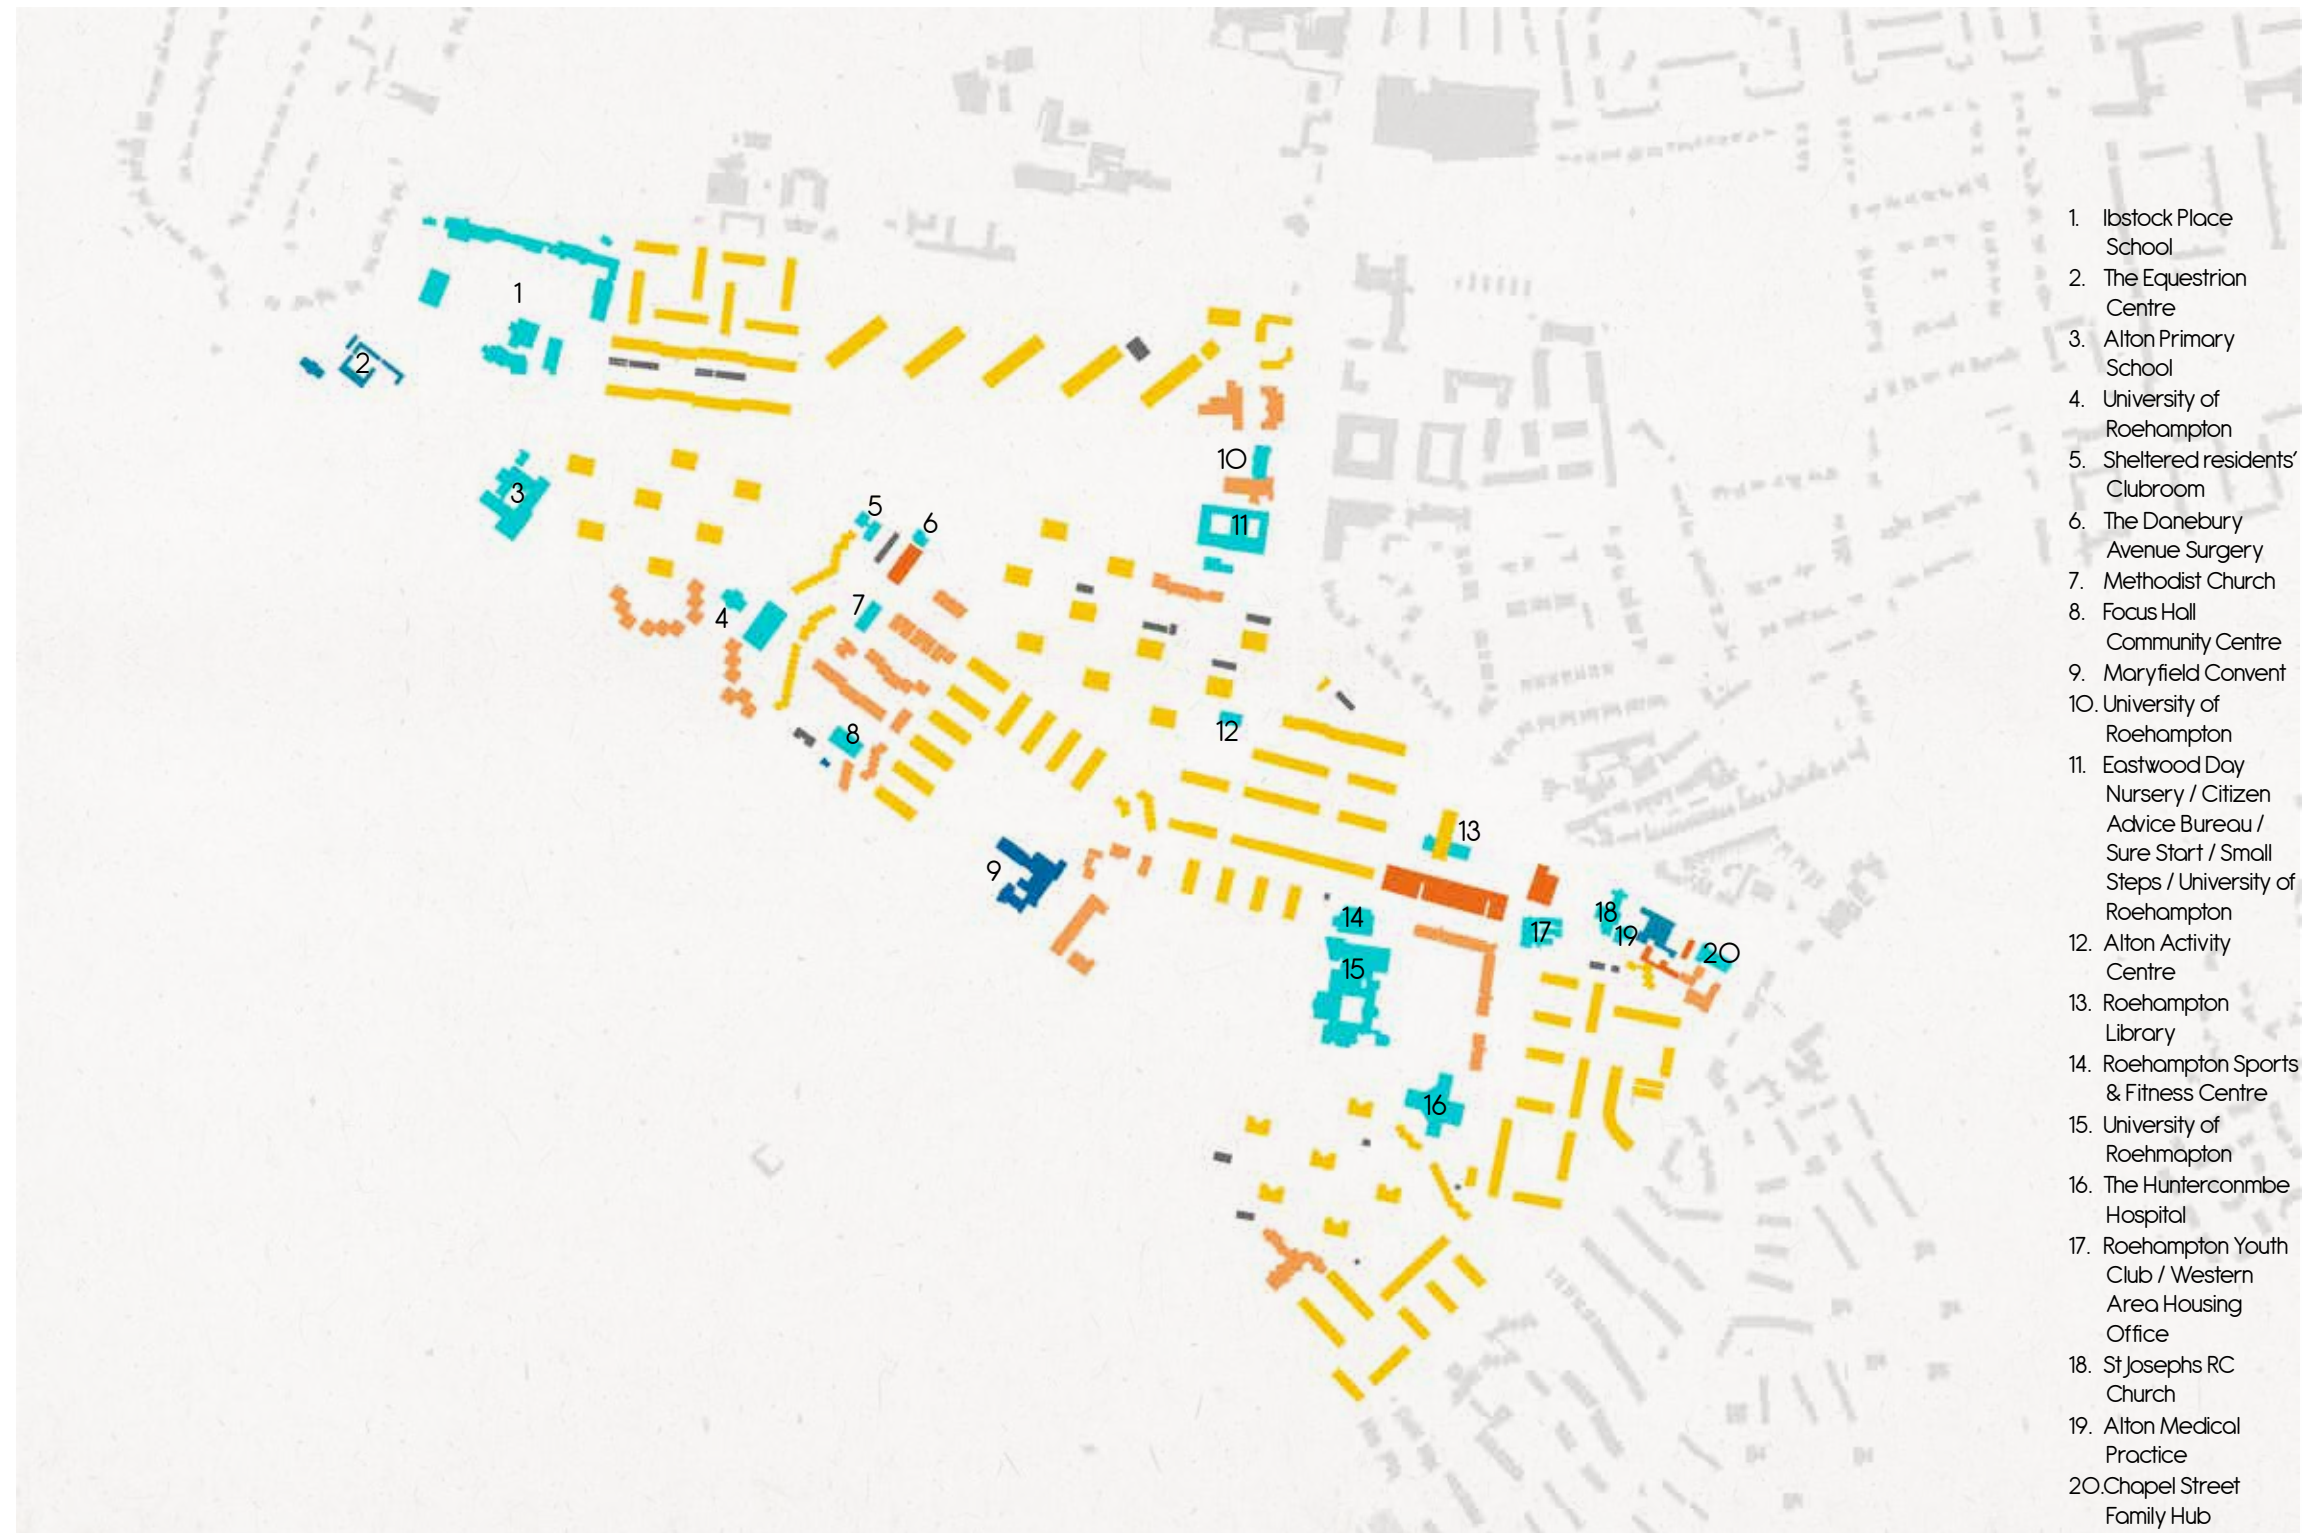 1
2
3
4
5
6
7
8
9
10
11
12
13
14
15
16
17
18
19
20
1. Ibstock Place
School
2. The Equestrian
Centre
3. Alton Primary
School
4. University of
Roehampton
5. Sheltered residents'
Clubroom
6. The Danebury
Avenue Surgery
7. Methodist Church
8. Focus Hall
Community Centre
9. Maryfield Convent
10. University of
Roehampton
11. Eastwood Day
Nursery / Citizen
Advice Bureau /
Sure Start / Small
Steps / University of
Roehampton
12. Alton Activity
Centre
13. Roehampton
Library
14. Roehampton Sports
& Fitness Centre
15. University of
Roehmapton
16. The Hunterconmbe
Hospital
17. Roehampton Youth
Club / Western
Area Housing
Office
18. St Josephs RC
Church
19. Alton Medical
Practice
20.Chapel Street
Family Hub